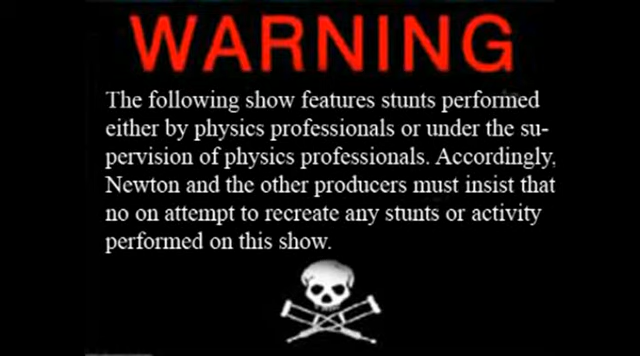 WARNING
The following show features stunts performed
either by physics professionals or under the su-
pervision of physics professionals. Accordingly,
Newton and the other producers must insist that
no on attempt to recreate any stunts or activity
performed on this show.